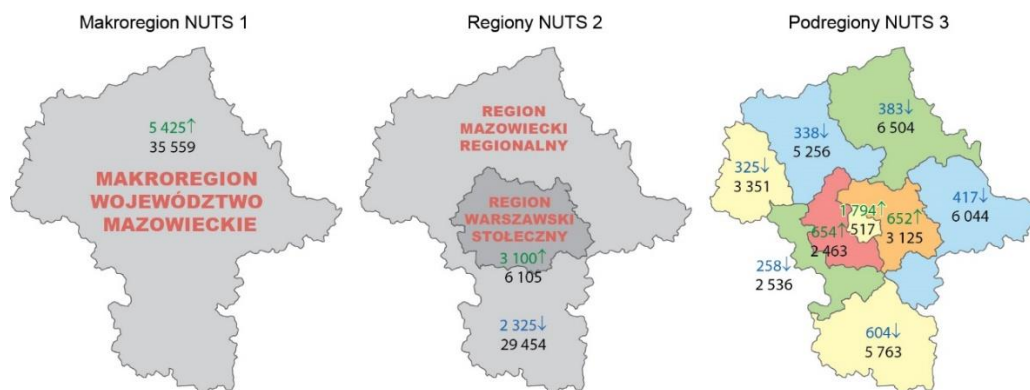 Makroregion NUTS 1
5 425↑
35 559
MAKROREGION
WOJEWÓDZTWO
MAZOWIECKIE
Regiony NUTS 2
REGION
MAZOWIECKI
REGIONALNY
REGION
WARSZAWSKI
STOŁECZNY
3 100↑
6 105
2 325↓
29 454
Podregiony NUTS 3
383↓
6 504
338↓
5 256
325↓
3 351
417↓
6 044
1 794↑
517
652↑
3 125
654↑
2 463
258↓
2 536
604↓
5 763